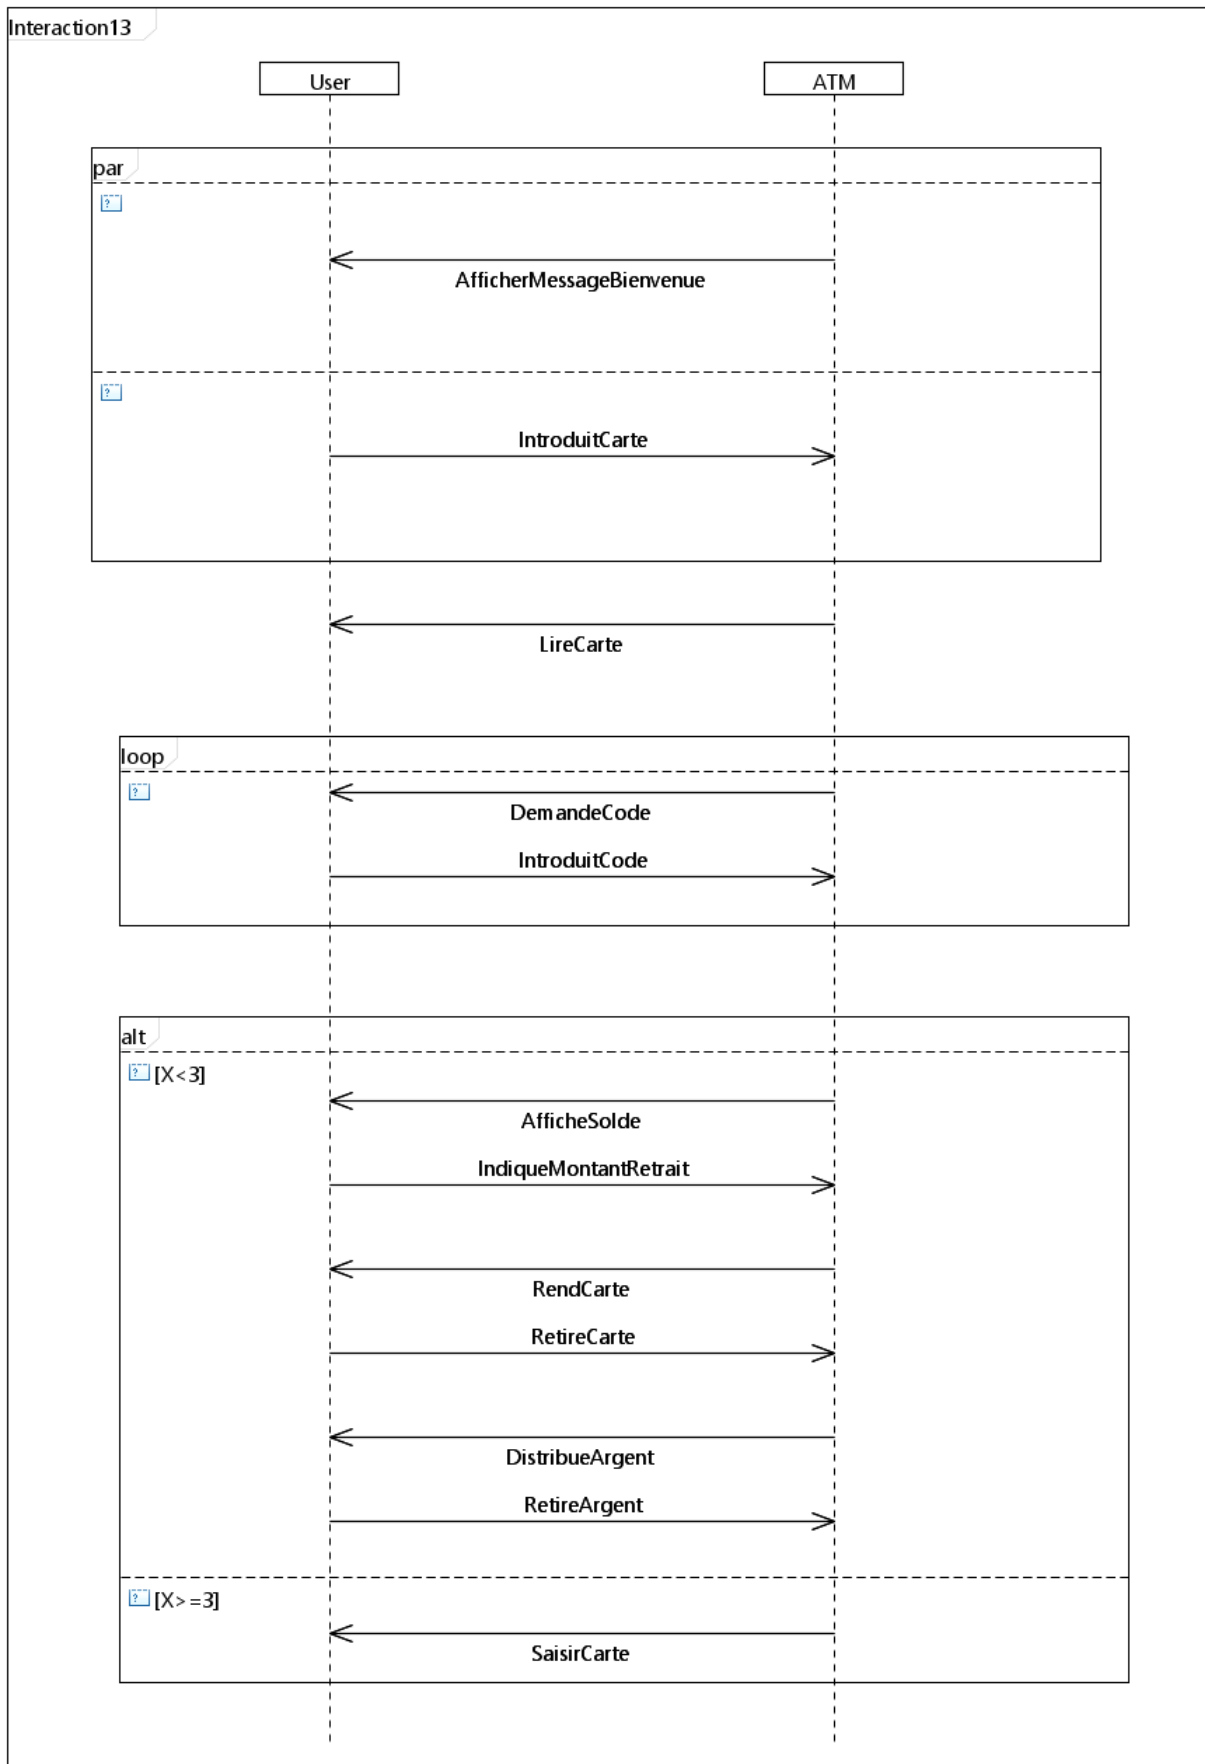 Interaction13
User
ATM
par
?
AfficherMessageBienvenue
?
IntroduitCarte
LireCarte
loop
?
DemandeCode
IntroduitCode
alt
? [X<3]
AfficheSolde
IndiqueMontantRetrait
RendCarte
RetireCarte
DistribueArgent
RetireArgent
? [X>=3]
SaisirCarte